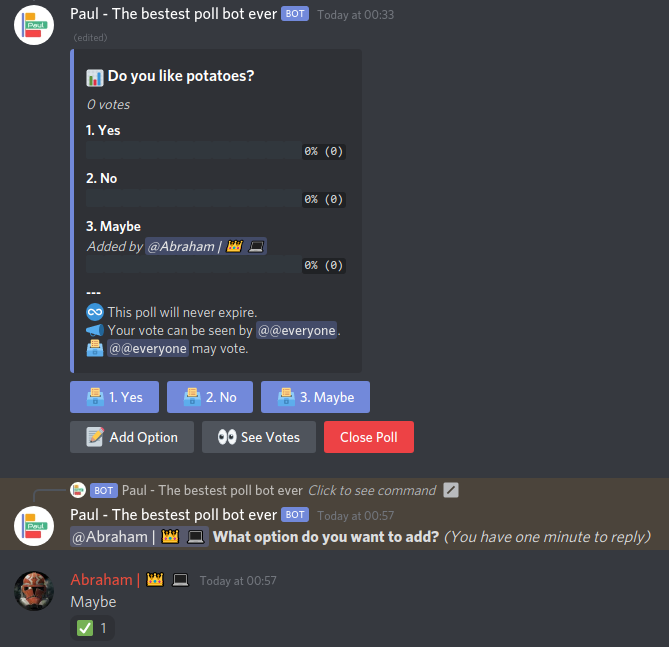 Paul
Paul - The bestest poll bot ever BOT Today at 00:33
(edited)
Do you like potatoes?
0 votes
1. Yes
0% (0)
2. No
0% (0)
3. Maybe
Added by @Abraham | 👑 💻
0% (0)
---
♾️ This poll will never expire.
📣 Your vote can be seen by @@everyone.
🗳️ @@everyone may vote.
🗳️ 1. Yes 🗳️ 2. No 🗳️ 3. Maybe
📝 Add Option 👀 See Votes Close Poll
BOT Paul - The bestest poll bot ever Click to see command
Paul
Paul - The bestest poll bot ever BOT Today at 00:57
@Abraham | 👑 💻 What option do you want to add? (You have one minute to reply)
Abraham | 👑 💻 Today at 00:57
Maybe
✅ 1